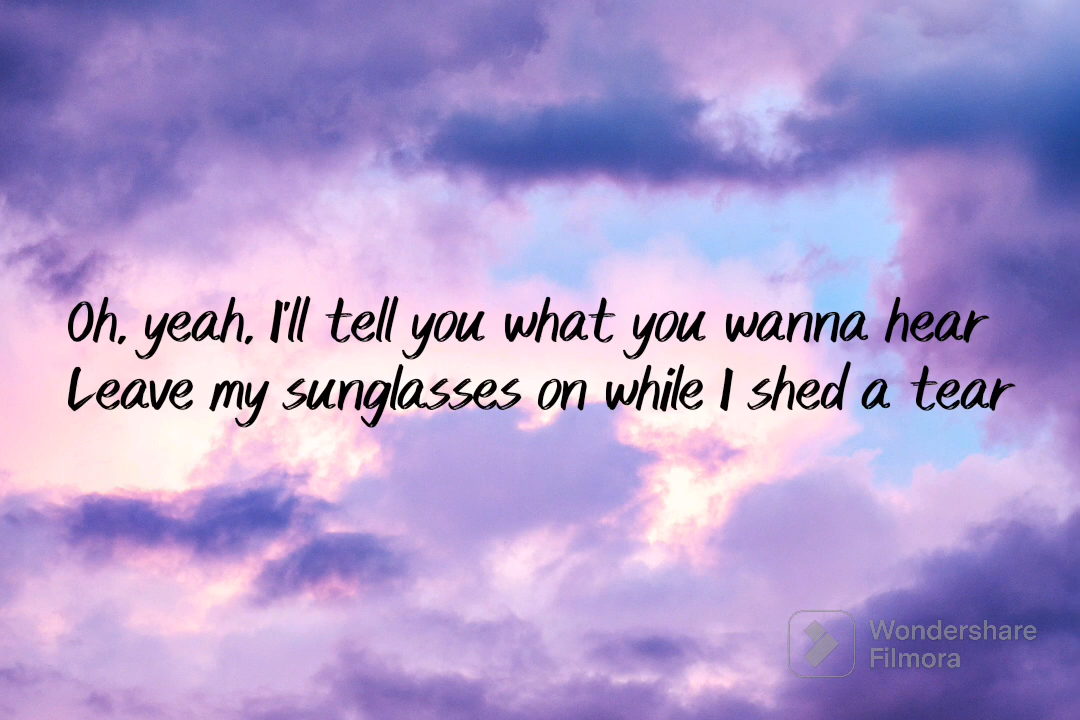 Oh, yeah, I'll tell you what you wanna hear
Leave my sunglasses on while I shed a tear
Wondershare
Filmora